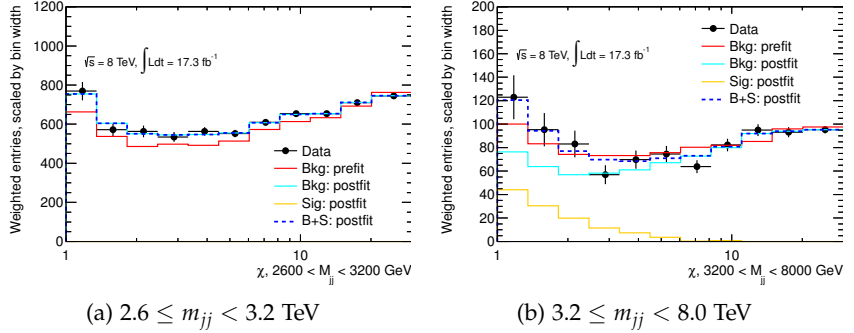 Weighted entries, scaled by bin width
1200
1000
800
600
400
200
0
√s = 8 TeV, ∫Ldt = 17.3 fb⁻¹
Data
Bkg: prefit
Bkg: postfit
Sig: postfit
B+S: postfit
1
10
χ, 2600 < M_jj < 3200 GeV
(a) 2.6 ≤ m_jj < 3.2 TeV
Weighted entries, scaled by bin width
200
180
160
140
120
100
80
60
40
20
0
√s = 8 TeV, ∫Ldt = 17.3 fb⁻¹
Data
Bkg: prefit
Bkg: postfit
Sig: postfit
B+S: postfit
1
10
χ, 3200 < M_jj < 8000 GeV
(b) 3.2 ≤ m_jj < 8.0 TeV